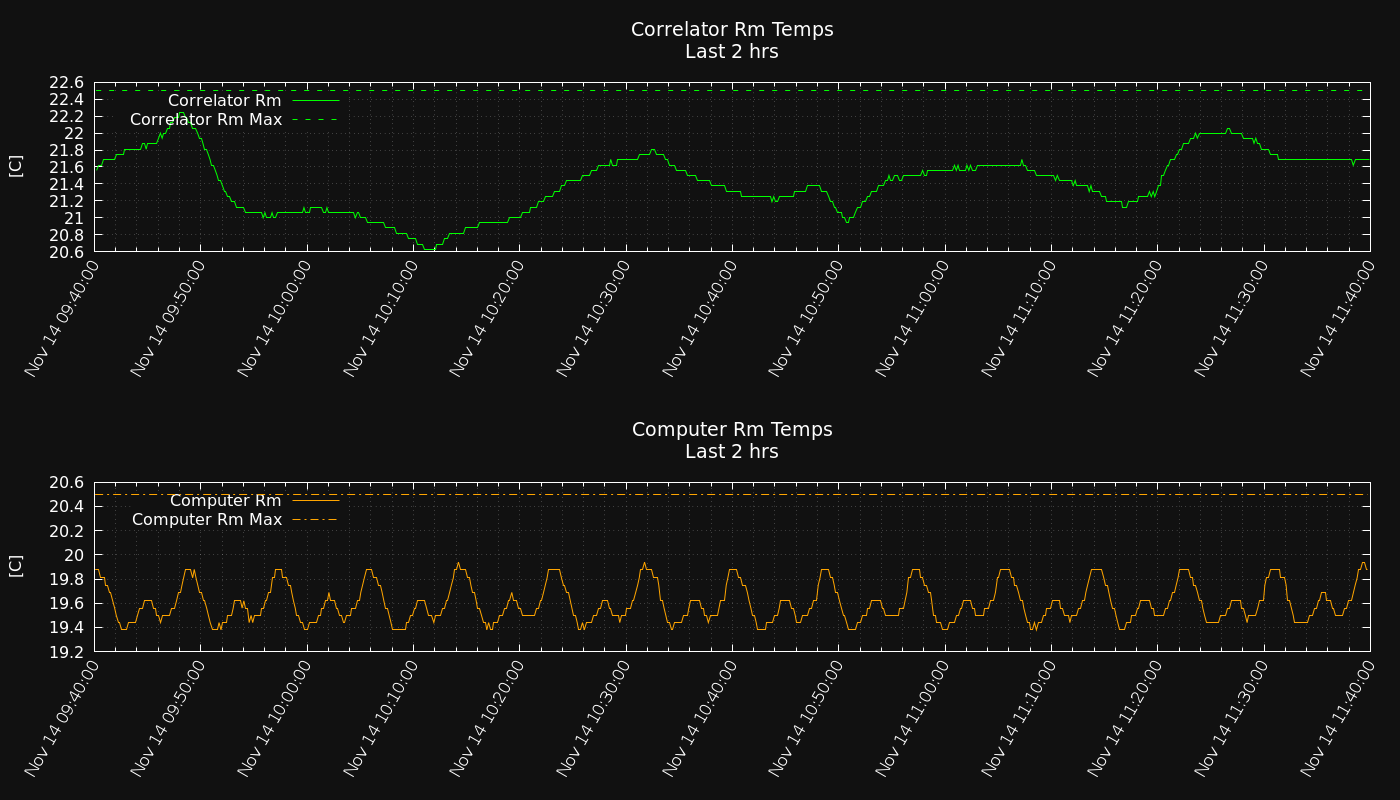 Correlator Rm Temps
Last 2 hrs
22.6
22.4
22.2
22
21.8
21.6
21.4
21.2
21
20.8
20.6
[C]
Correlator Rm
Correlator Rm Max
Nov 14 09:40:00
Nov 14 09:50:00
Nov 14 10:00:00
Nov 14 10:10:00
Nov 14 10:20:00
Nov 14 10:30:00
Nov 14 10:40:00
Nov 14 10:50:00
Nov 14 11:00:00
Nov 14 11:10:00
Nov 14 11:20:00
Nov 14 11:30:00
Nov 14 11:40:00
Computer Rm Temps
Last 2 hrs
20.6
20.4
20.2
20
19.8
19.6
19.4
19.2
[C]
Computer Rm
Computer Rm Max
Nov 14 09:40:00
Nov 14 09:50:00
Nov 14 10:00:00
Nov 14 10:10:00
Nov 14 10:20:00
Nov 14 10:30:00
Nov 14 10:40:00
Nov 14 10:50:00
Nov 14 11:00:00
Nov 14 11:10:00
Nov 14 11:20:00
Nov 14 11:30:00
Nov 14 11:40:00